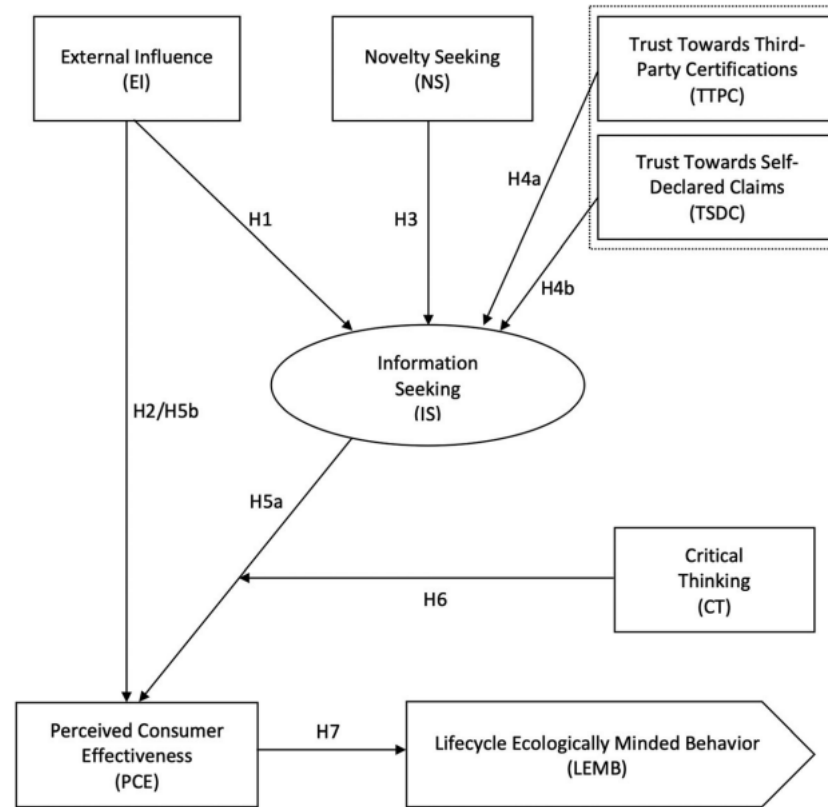 External Influence
(EI)
Novelty Seeking
(NS)
Trust Towards Third-
Party Certifications
(TTPC)
Trust Towards Self-
Declared Claims
(TSDC)
H4a
H1
H3
H4b
Information
Seeking
(IS)
H2/H5b
H5a
Critical
Thinking
(CT)
H6
Perceived Consumer
Effectiveness
(PCE)
H7
Lifecycle Ecologically Minded Behavior
(LEMB)